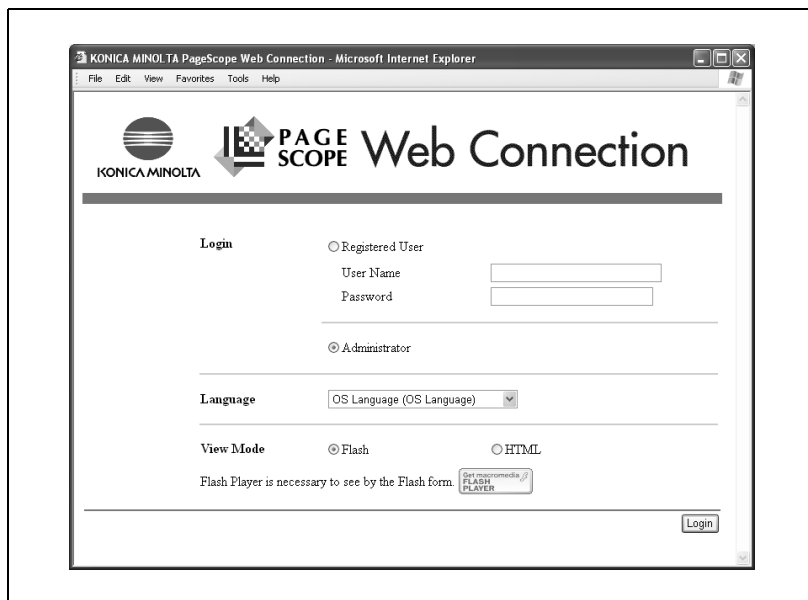 KONICA MINOLTA PageScope Web Connection - Microsoft Internet Explorer
File Edit View Favorites Tools Help
KONICA MINOLTA
PAGE SCOPE Web Connection
Login
Registered User
User Name
Password
Administrator
Language
OS Language (OS Language)
View Mode
Flash
HTML
Flash Player is necessary to see by the Flash form.
Get macromedia
FLASH
PLAYER
Login